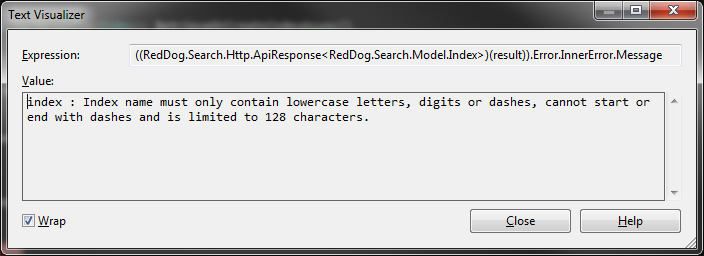 Text Visualizer
Expression: ((RedDog.Search.Http.ApiResponse<RedDog.Search.Model.Index>)(result)).Error.InnerError.Message
Value:
index : Index name must only contain lowercase letters, digits or dashes, cannot start or
end with dashes and is limited to 128 characters.
Wrap Close Help